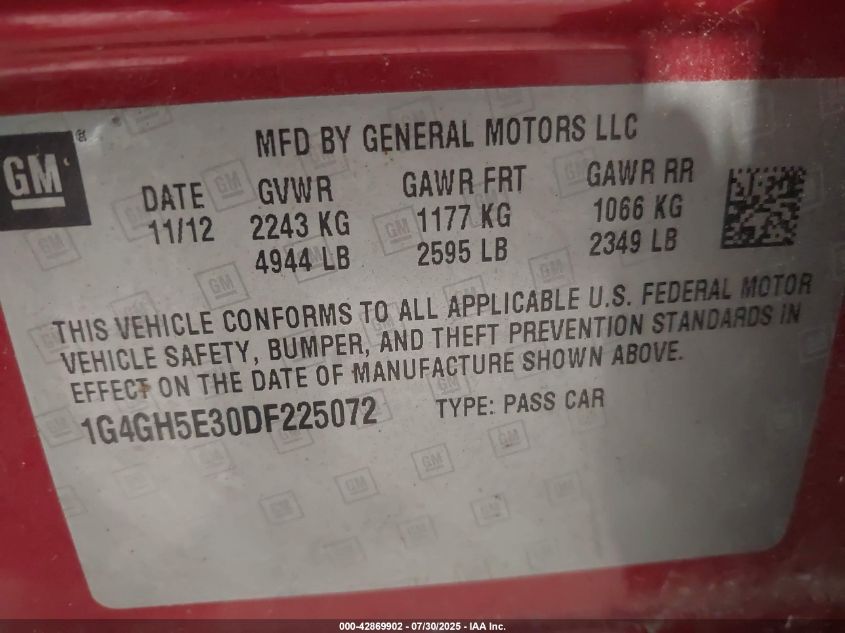 GM
MFD BY GENERAL MOTORS LLC
DATE GVWR GAWR FRT GAWR RR
11/12 2243 KG 1177 KG 1066 KG
4944 LB 2595 LB 2349 LB
THIS VEHICLE CONFORMS TO ALL APPLICABLE U.S. FEDERAL MOTOR
VEHICLE SAFETY, BUMPER, AND THEFT PREVENTION STANDARDS IN
EFFECT ON THE DATE OF MANUFACTURE SHOWN ABOVE.
1G4GH5E30DF225072 TYPE: PASS CAR
000-42869902 - 07/30/2025 - IAA Inc.